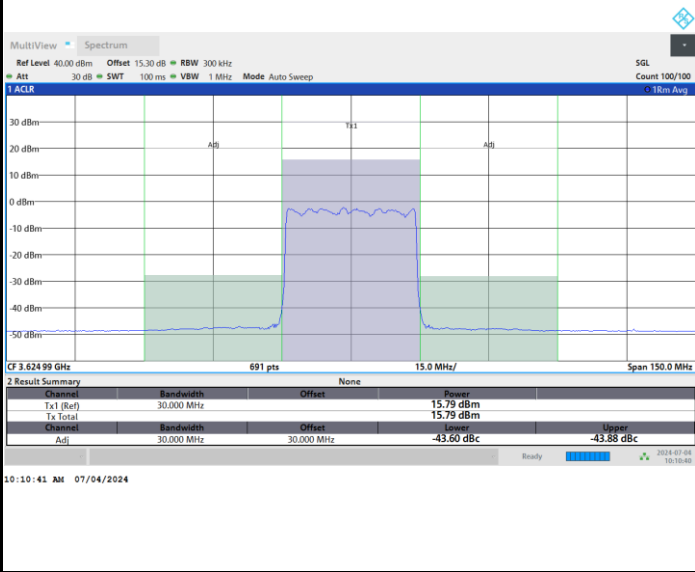 MultiView Spectrum
Ref Level 40.00 dBm Offset 15.30 dB RBW 300 kHz SGL
Att 30 dB SWT 100 ms VBW 1 MHz Mode Auto Sweep Count 100/100
1 ACLR 1Rm Avg
30 dBm
Tx1
20 dBm
Adj Adj
10 dBm
0 dBm
-10 dBm
-20 dBm
-30 dBm
-40 dBm
-50 dBm
CF 3.624 99 GHz 691 pts 15.0 MHz/ Span 150.0 MHz
2 Result Summary None
Channel Bandwidth Offset Power
Tx1 (Ref) 30.000 MHz 15.79 dBm
Tx Total 15.79 dBm
Channel Bandwidth Offset Lower Upper
Adj 30.000 MHz 30.000 MHz -43.60 dBc -43.88 dBc
Ready 2024-07-04
10:10:40
10:10:41 AM 07/04/2024